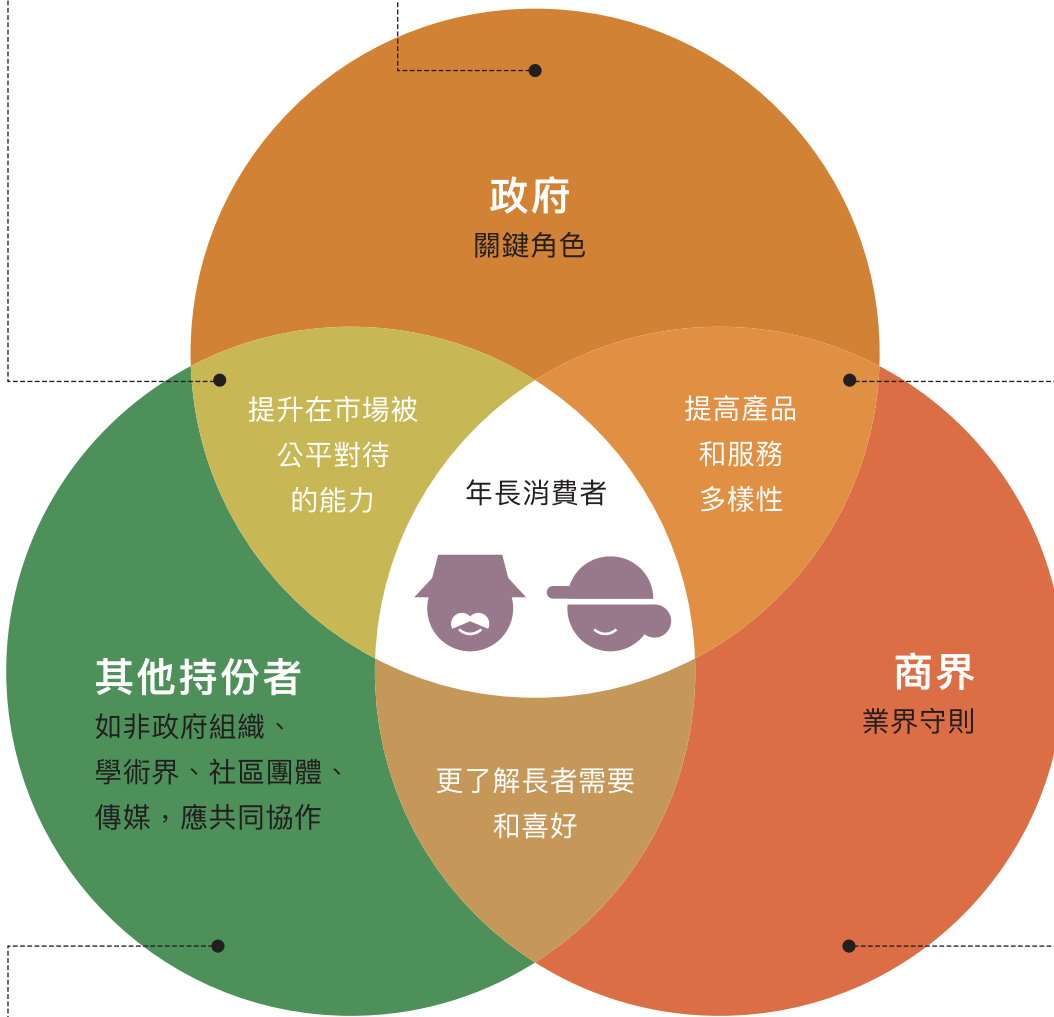 政府
關鍵角色
提升在市場被
公平對待
的能力
提高產品
和服務
多樣性
年長消費者
其他持份者
如非政府組織、
學術界、社區團體、
傳媒，應共同協作
商界
業界守則
更了解長者需要
和喜好